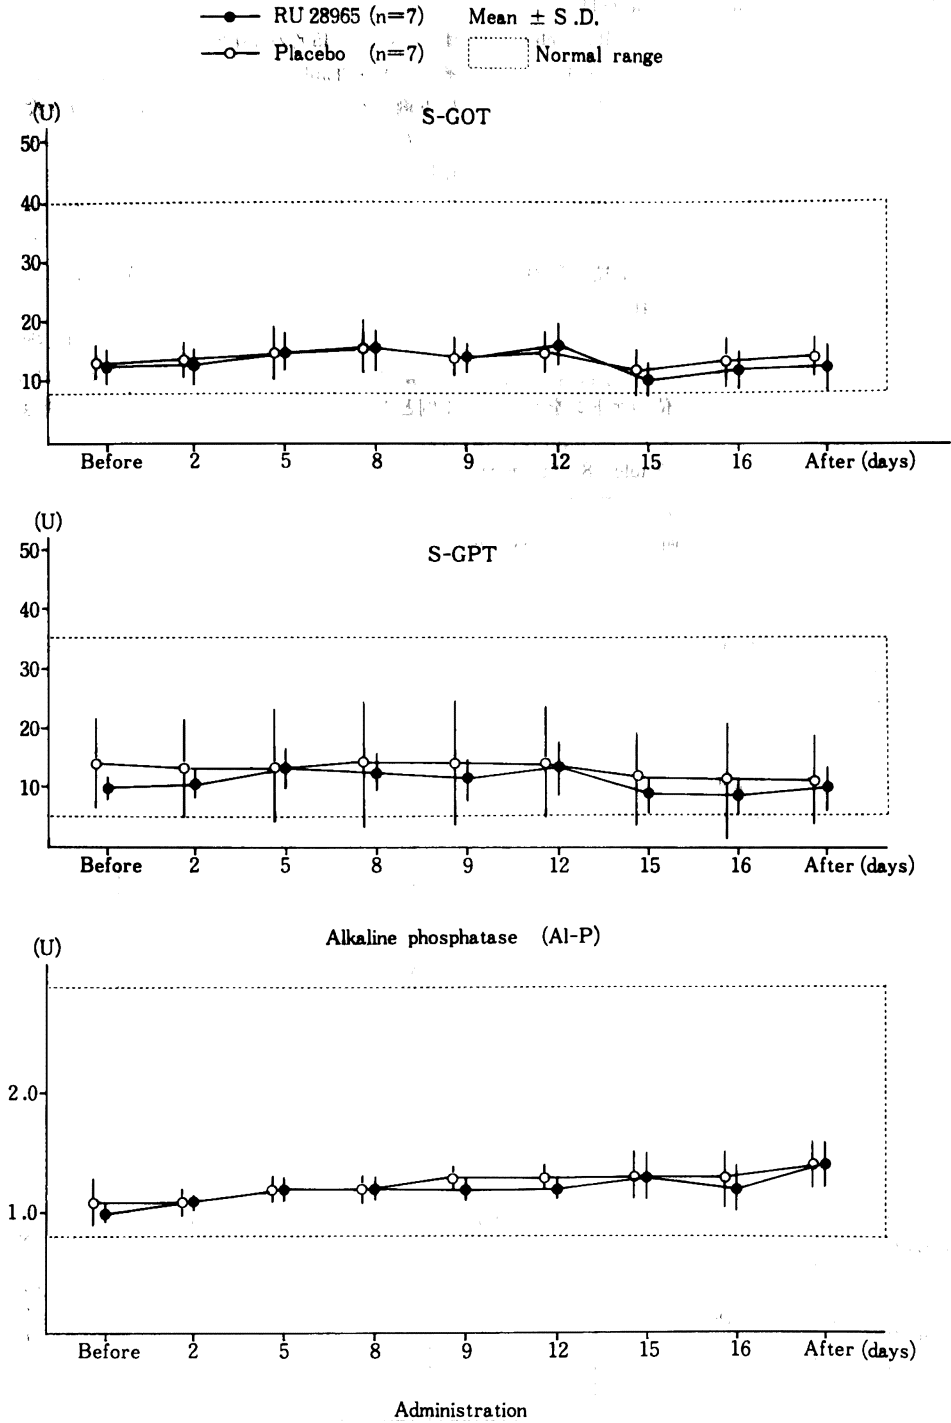 RU 28965 (n=7) Mean ± S.D.
Placebo (n=7) Normal range
(U)
S-GOT
50
40
30
20
10
Before 2 5 8 9 12 15 16 After (days)
(U)
S-GPT
50
40
30
20
10
Before 2 5 8 9 12 15 16 After (days)
(U)
Alkaline phosphatase (Al-P)
2.0
1.0
Before 2 5 8 9 12 15 16 After (days)
Administration